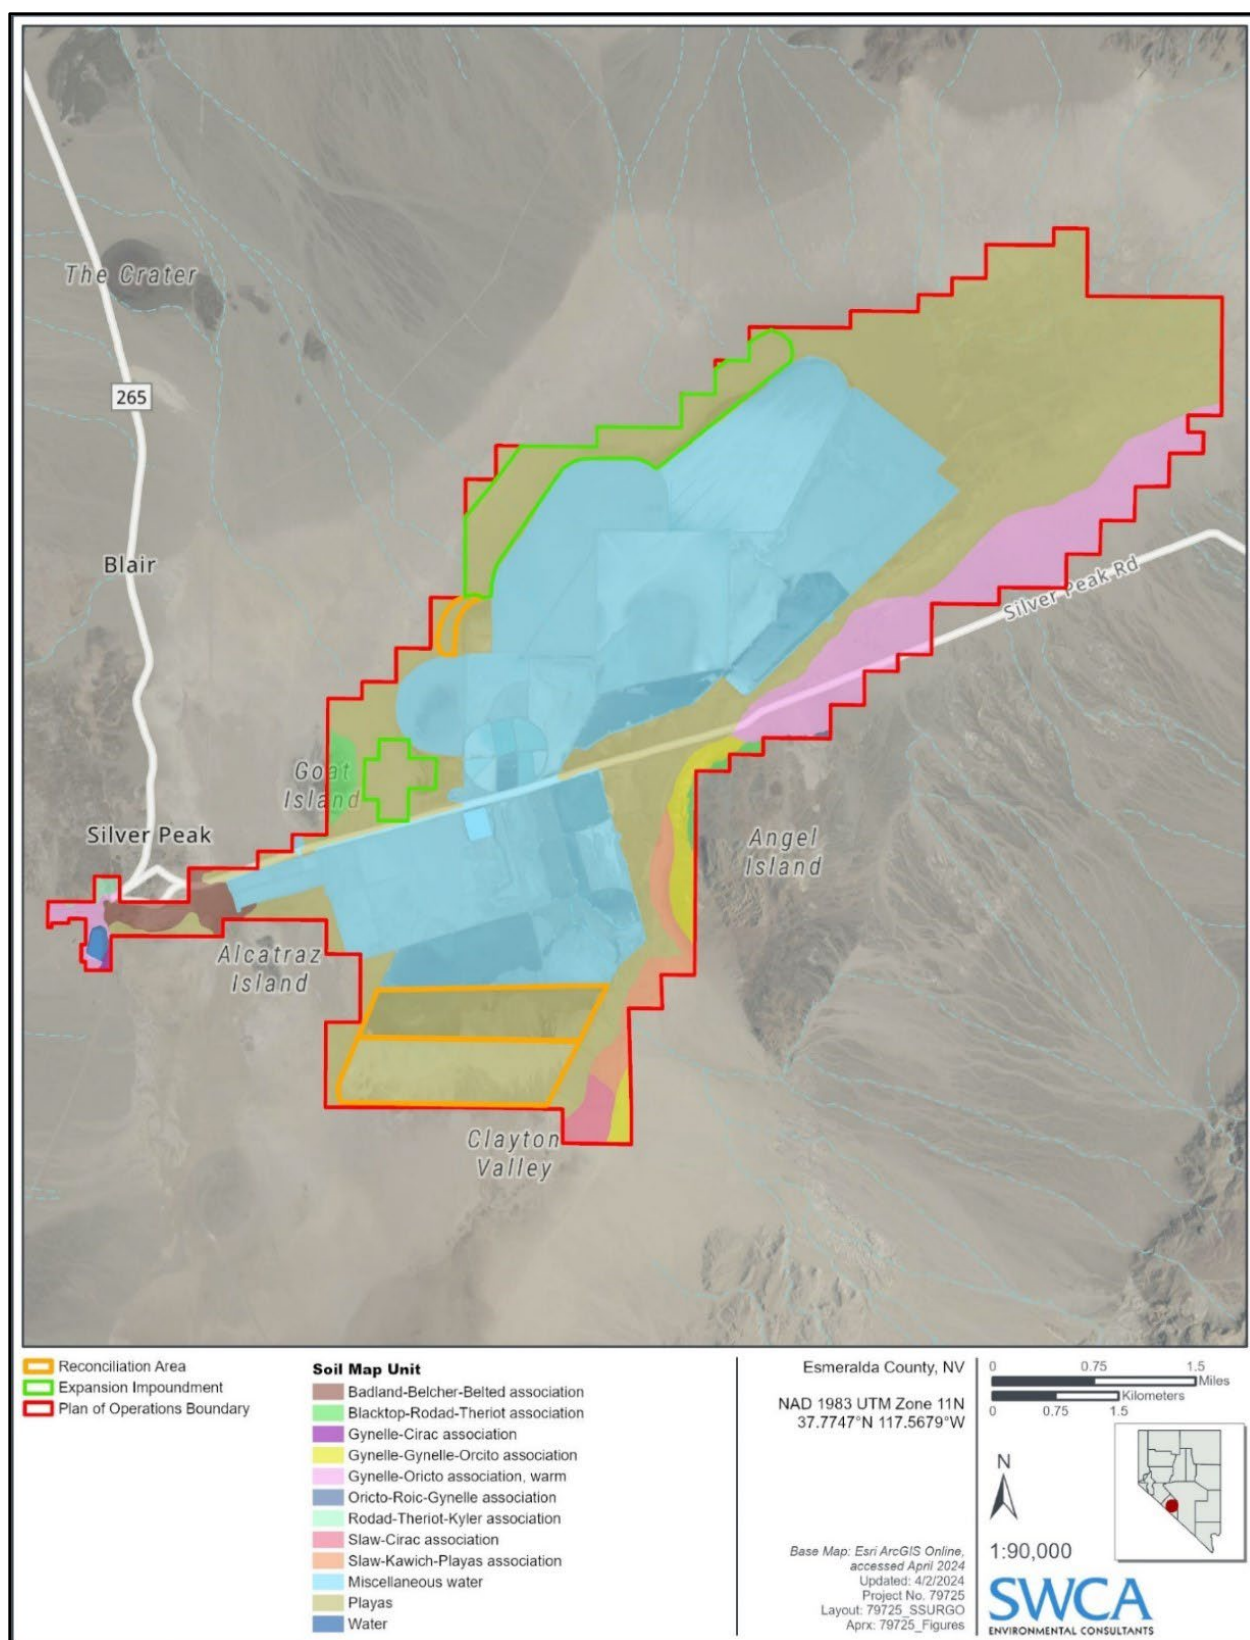 The Crater
265
Blair
Silver Peak Rd
Goat
Island
Silver Peak
Angel
Island
Alcatraz
Island
Clayton
Valley
Reconciliation Area
Expansion Impoundment
Plan of Operations Boundary
Soil Map Unit
Badland-Belcher-Belted association
Blacktop-Rodad-Theriot association
Gynelle-Cirac association
Gynelle-Gynelle-Orcito association
Gynelle-Oricto association, warm
Oricto-Roic-Gynelle association
Rodad-Theriot-Kyler association
Slaw-Cirac association
Slaw-Kawich-Playas association
Miscellaneous water
Playas
Water
Esmeralda County, NV
NAD 1983 UTM Zone 11N
37.7747°N 117.5679°W
Base Map: Esri ArcGIS Online,
accessed April 2024
Updated: 4/2/2024
Project No. 79725
Layout: 79725_SSURGO
Aprx: 79725_Figures
0 0.75 1.5
Miles
Kilometers
0 0.75 1.5
N
1:90,000
SWCA
ENVIRONMENTAL CONSULTANTS